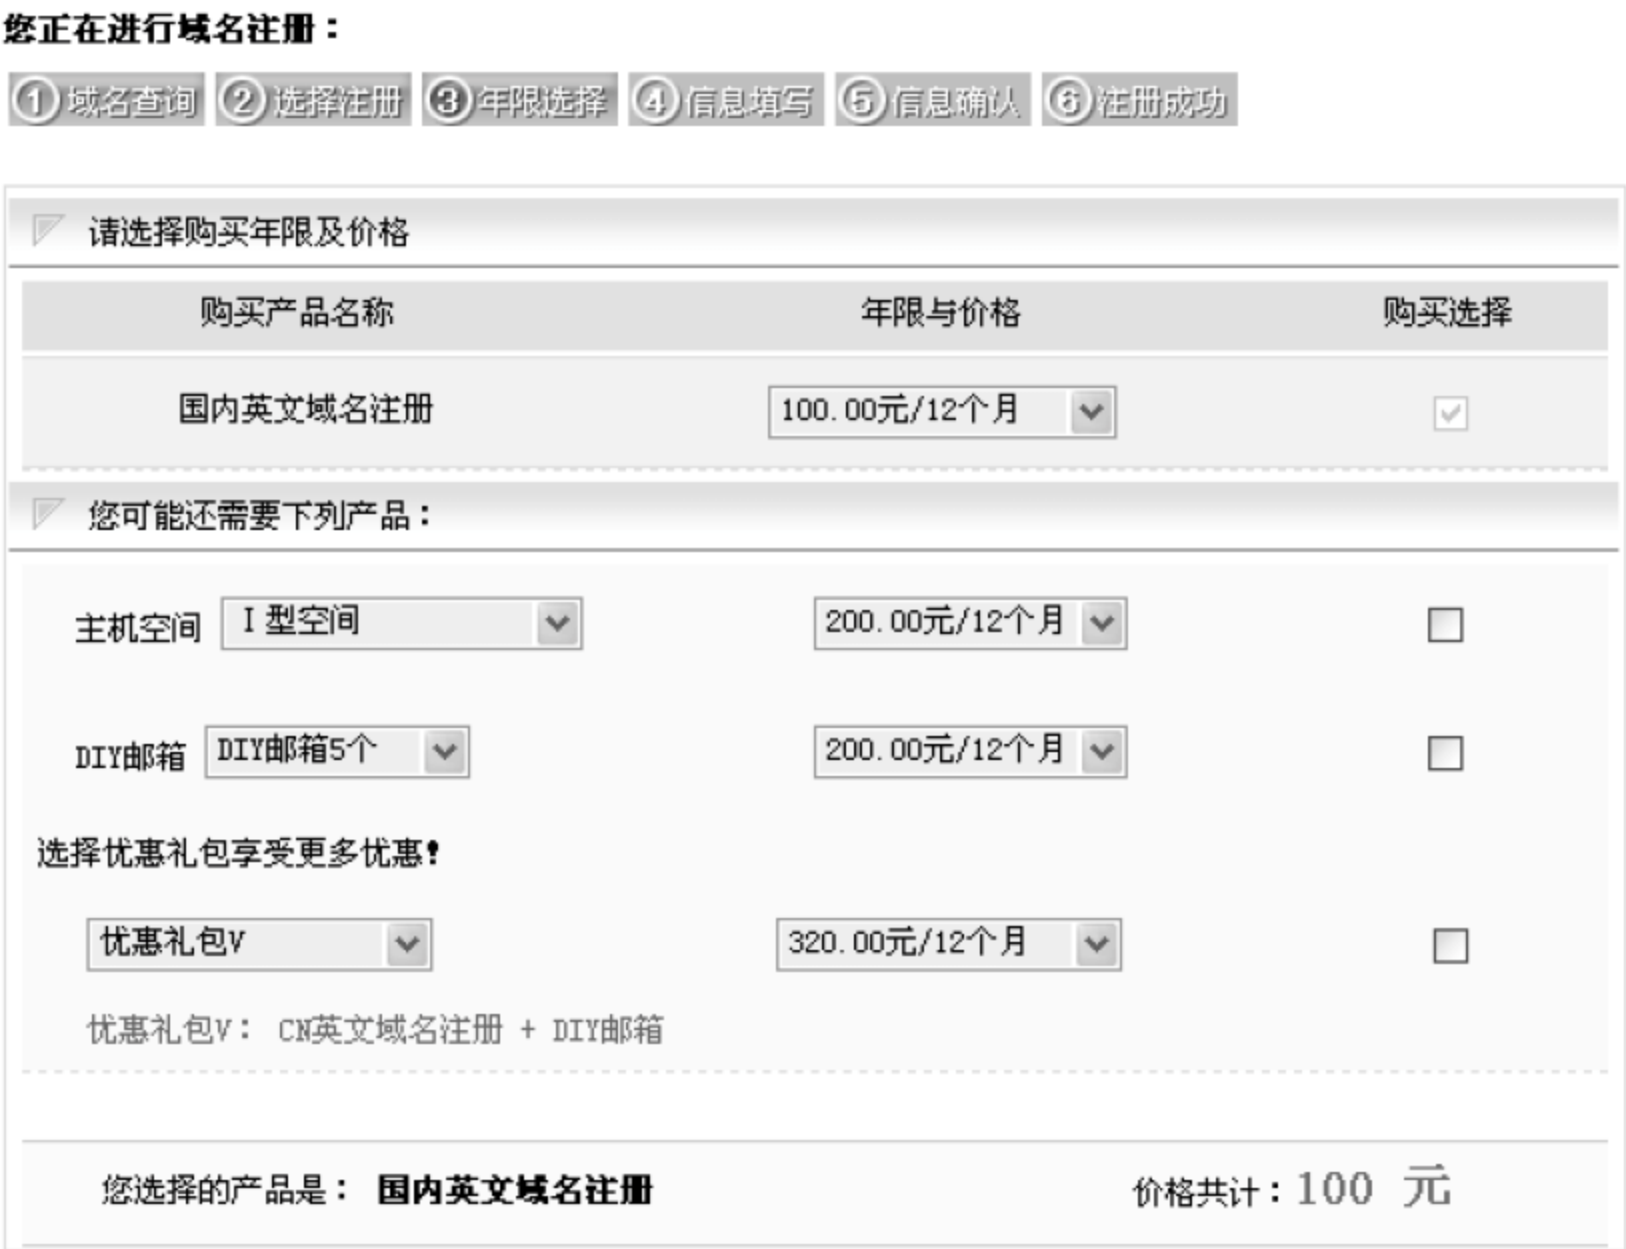 您正在进行域名注册：
①域名查询 ②选择注册 ③年限选择 ④信息填写 ⑤信息确认 ⑥注册成功
请选择购买年限及价格
购买产品名称 年限与价格 购买选择
国内英文域名注册 100.00元/12个月
您可能还需要下列产品：
主机空间 Ⅰ型空间 200.00元/12个月
DIY邮箱 DIY邮箱5个 200.00元/12个月
选择优惠礼包享受更多优惠！
优惠礼包V 320.00元/12个月
优惠礼包V： CN英文域名注册 + DIY邮箱
您选择的产品是： 国内英文域名注册 价格共计：100 元